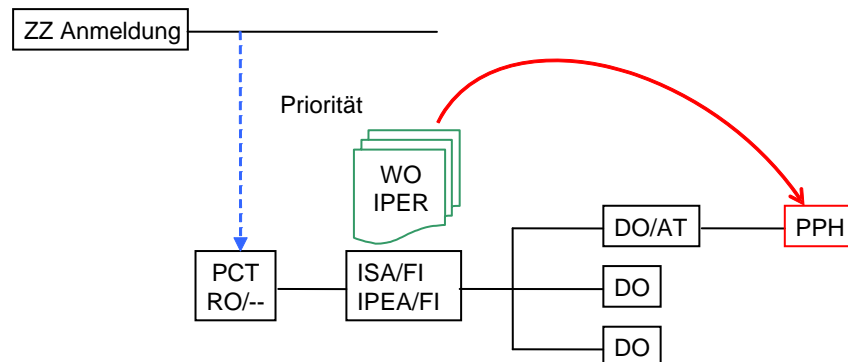 ZZ Anmeldung
Priorität
WO
IPER
DO/AT
PPH
PCT
RO/--
ISA/FI
IPEA/FI
DO
DO